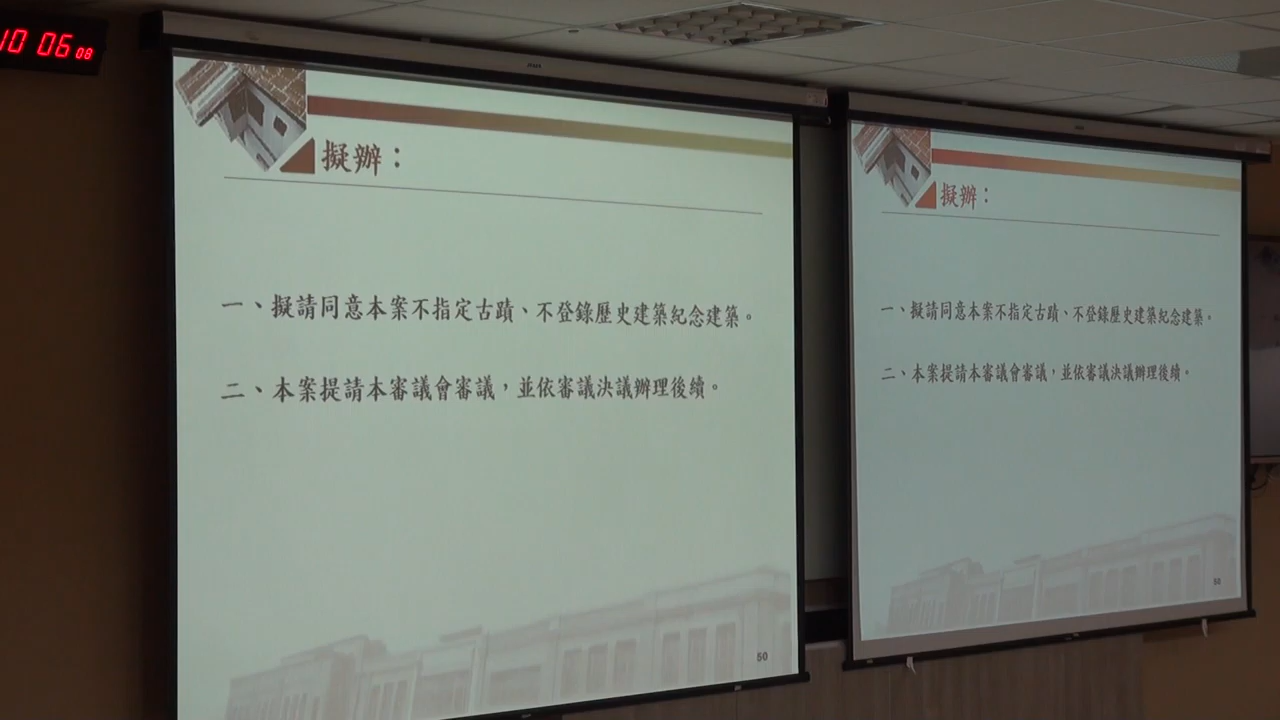 10 06 08
擬辦：
一、擬請同意本案不指定古蹟、不登錄歷史建築紀念建築。
二、本案提請本審議會審議，並依審議決議辦理後續。
50
擬辦：
一、擬請同意本案不指定古蹟、不登錄歷史建築紀念建築。
二、本案提請本審議會審議，並依審議決議辦理後續。
50